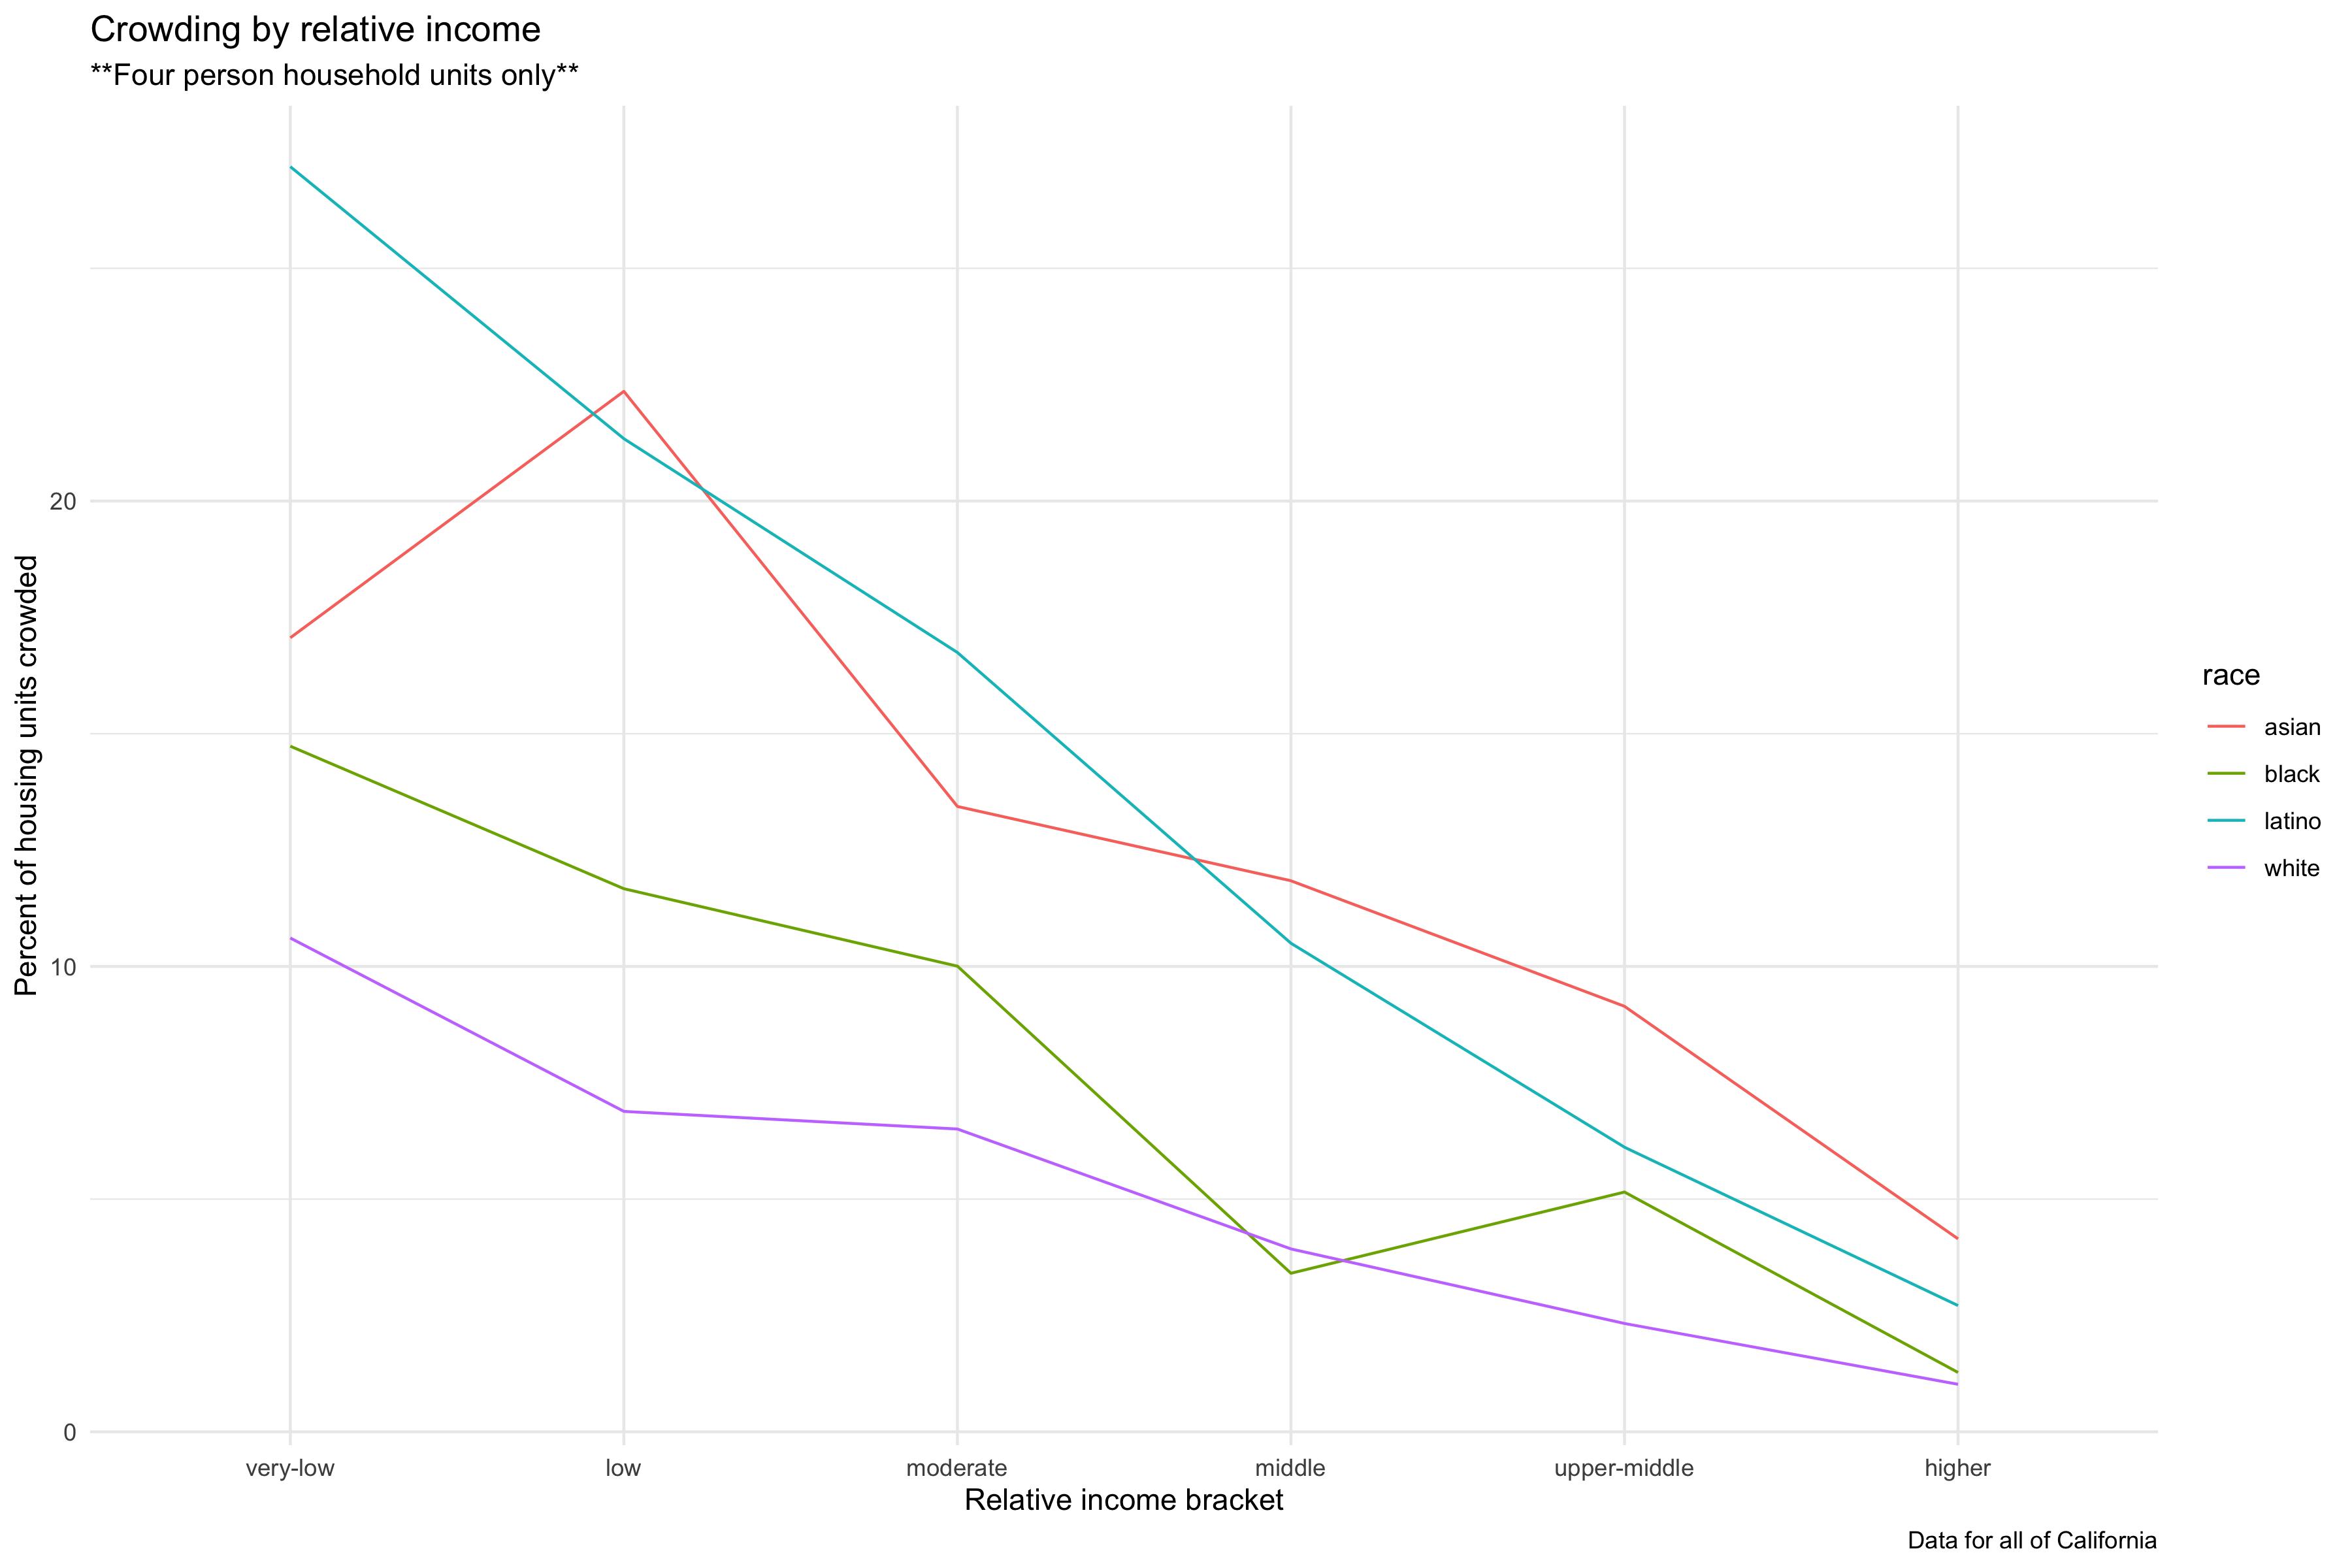 Crowding by relative income
**Four person household units only**
Percent of housing units crowded
20
10
0
very-low
low
moderate
middle
upper-middle
higher
Relative income bracket
race
asian
black
latino
white
Data for all of California